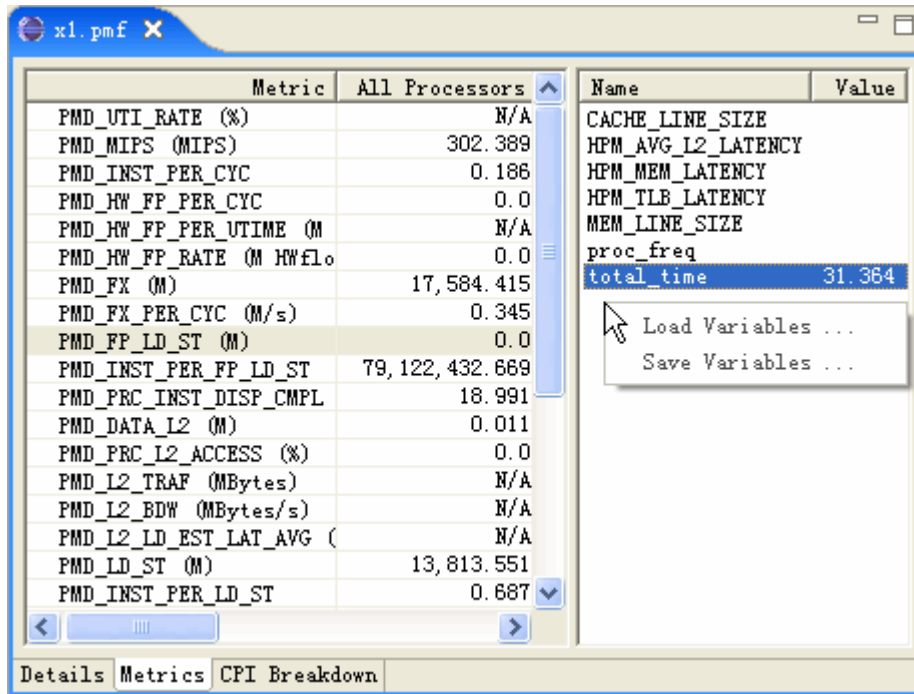 x1.pmf
Metric All Processors
PMD_UTI_RATE (%) N/A
PMD_MIPS (MIPS) 302.389
PMD_INST_PER_CYC 0.186
PMD_HW_FP_PER_CYC 0.0
PMD_HW_FP_PER_UTIME (M N/A
PMD_HW_FP_RATE (M HWflo 0.0
PMD_FX (M) 17,584.415
PMD_FX_PER_CYC (M/s) 0.345
PMD_FP_LD_ST (M) 0.0
PMD_INST_PER_FP_LD_ST 79,122,432.669
PMD_PRC_INST_DISP_CMPL 18.991
PMD_DATA_L2 (M) 0.011
PMD_PRC_L2_ACCESS (%) 0.0
PMD_L2_TRAF (MBytes) N/A
PMD_L2_BDW (MBytes/s) N/A
PMD_L2_LD_EST_LAT_AVG ( N/A
PMD_LD_ST (M) 13,813.551
PMD_INST_PER_LD_ST 0.687
Name Value
CACHE_LINE_SIZE
HPM_AVG_L2_LATENCY
HPM_MEM_LATENCY
HPM_TLB_LATENCY
MEM_LINE_SIZE
proc_freq
total_time 31.364
Load Variables ...
Save Variables ...
Details Metrics CPI Breakdown